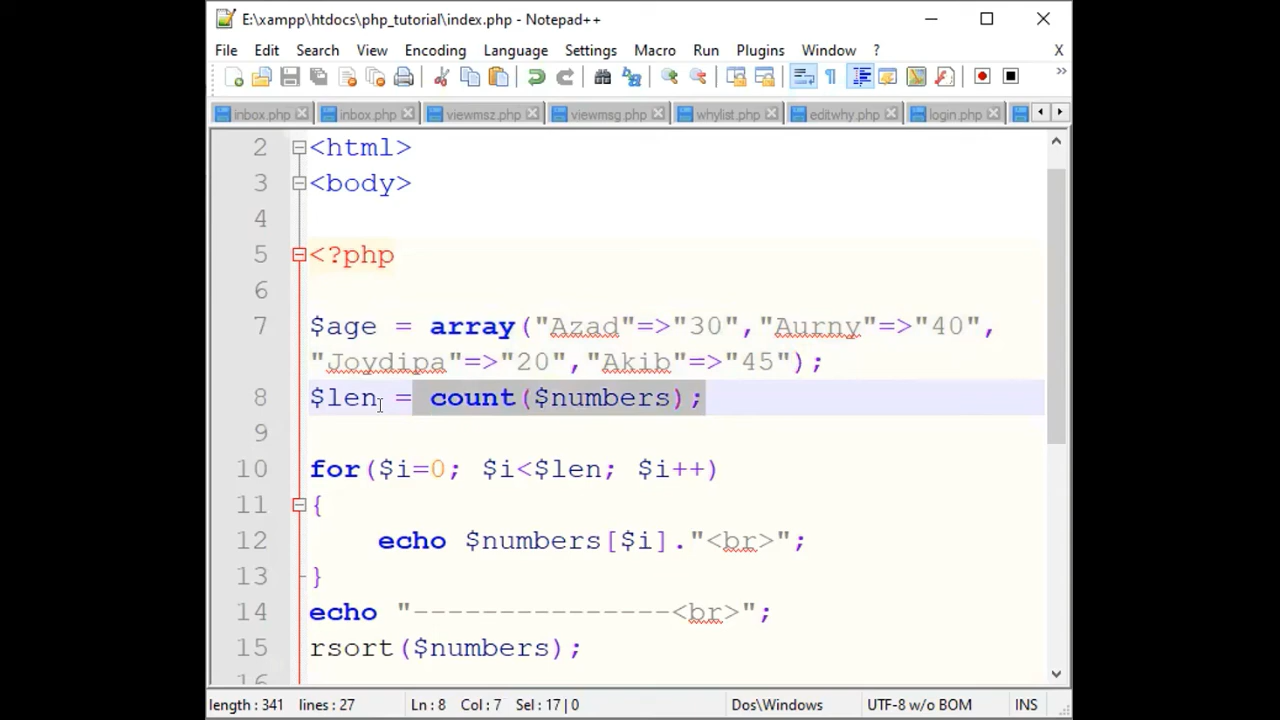 E:\xampp\htdocs\php_tutorial\index.php - Notepad++
File Edit Search View Encoding Language Settings Macro Run Plugins Window ? X
inbox.php inbox.php viewmsz.php viewmsg.php whylist.php editwhy.php login.php
2 <html>
3 <body>
4
5 <?php
6
7 $age = array("Azad"=>"30","Aurny"=>"40",
"Joydipa"=>"20","Akib"=>"45");
8 $len = count($numbers);
9
10 for($i=0; $i<$len; $i++)
11 {
12 echo $numbers[$i]."<br>";
13 }
14 echo "---------------<br>";
15 rsort($numbers);
16
length: 341 lines: 27 Ln: 8 Col: 7 Sel: 17 | 0 Dos\Windows UTF-8 w/o BOM INS